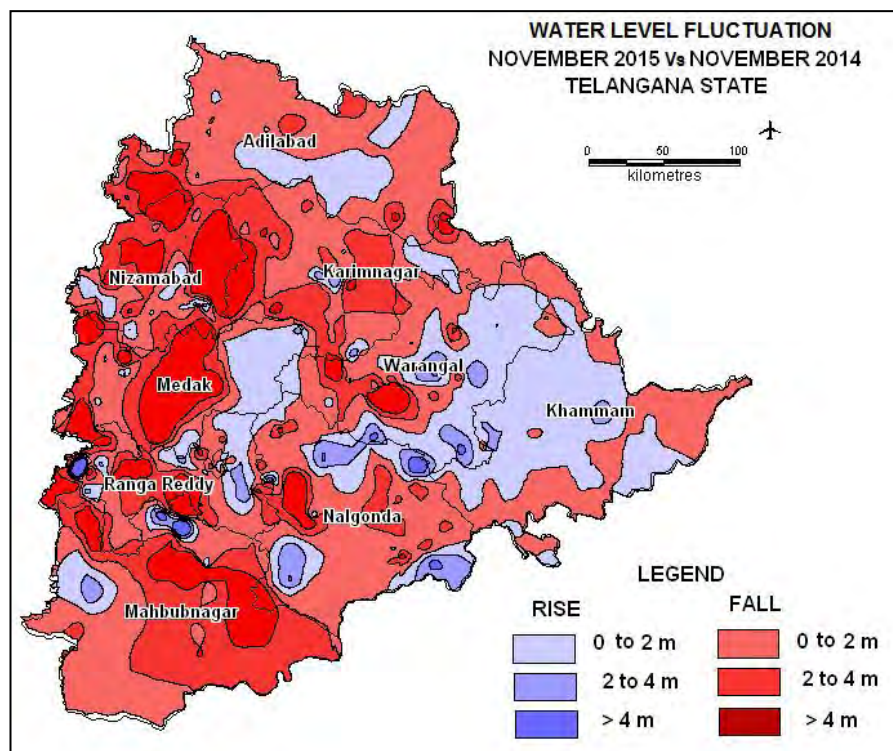 WATER LEVEL FLUCTUATION
NOVEMBER 2015 Vs NOVEMBER 2014
TELANGANA STATE
0 50 100
kilometres
Adilabad
Nizamabad
Karimnagar
Medak
Warangal
Khammam
Ranga Reddy
Nalgonda
Mahbubnagar
LEGEND
RISE FALL
0 to 2 m 0 to 2 m
2 to 4 m 2 to 4 m
> 4 m > 4 m